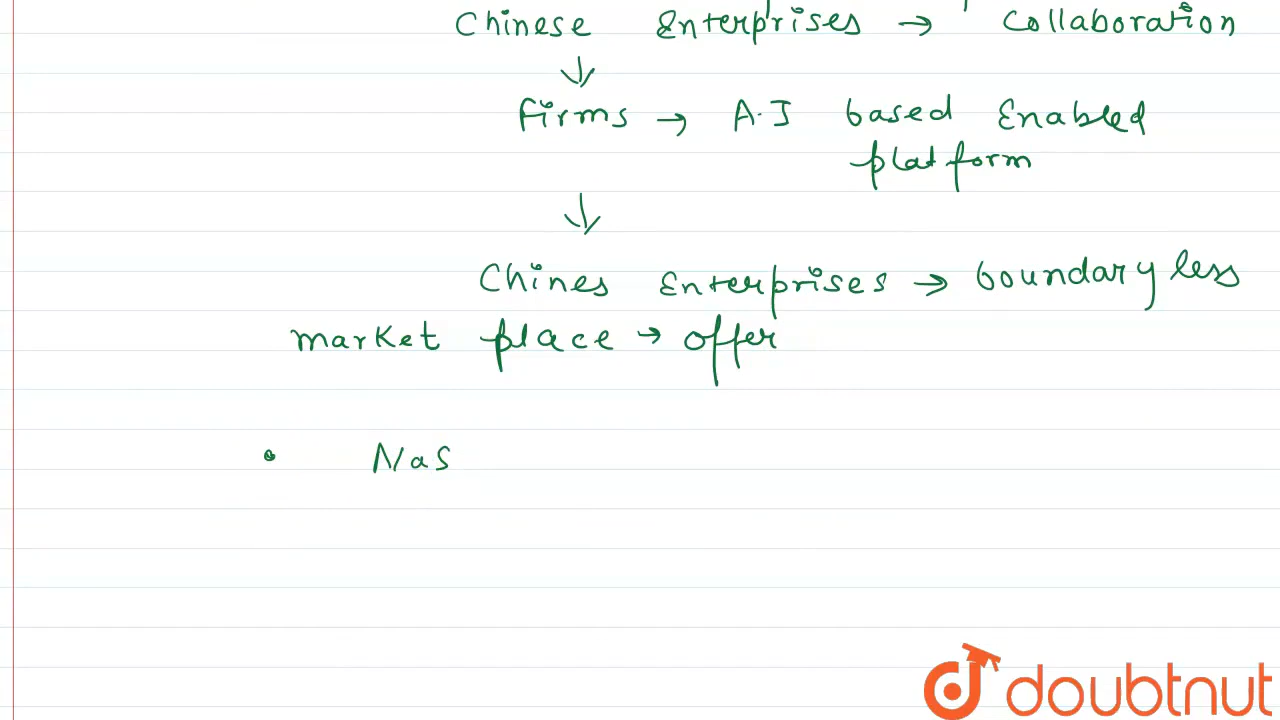 Chinese Enterprises → Collaboration
↓
firms → A.I based Enabled
platform
↓
Chines Enterprises → boundary less
market place → offer
• NaS
doubtnut